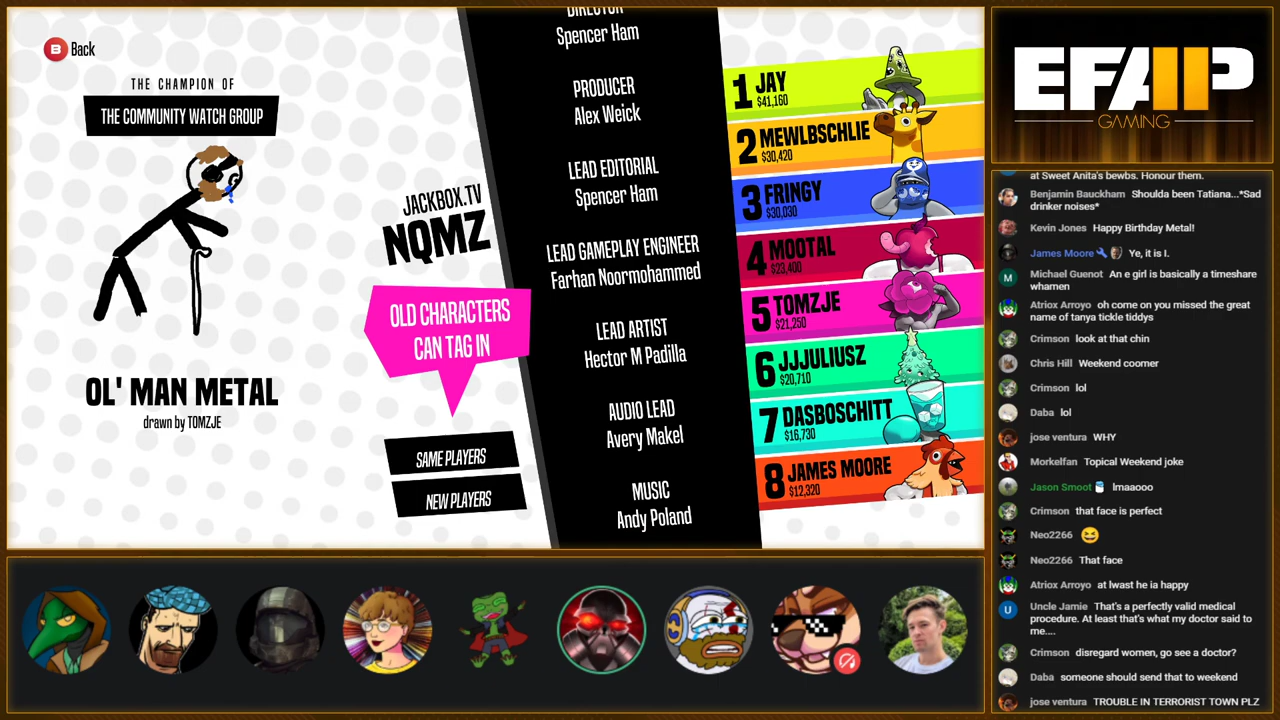 B Back
THE CHAMPION OF
THE COMMUNITY WATCH GROUP
OL' MAN METAL
drawn by TOMZJE
JACKBOX.TV
NQMZ
OLD CHARACTERS
CAN TAG IN
SAME PLAYERS
NEW PLAYERS
DIRECTOR
Spencer Ham
PRODUCER
Alex Weick
LEAD EDITORIAL
Spencer Ham
LEAD GAMEPLAY ENGINEER
Farhan Noormohammed
LEAD ARTIST
Hector M Padilla
AUDIO LEAD
Avery Makel
MUSIC
Andy Poland
1 JAY
$41,160
2 MEWLBSCHLIE
$30,420
3 FRINGY
$30,030
4 MOOTAL
$23,400
5 TOMZJE
$21,250
6 JJJULIUSZ
$20,710
7 DASBOSCHITT
$16,730
8 JAMES MOORE
$12,320
EFAP
GAMING
at Sweet Anita's bewbs. Honour them.
Benjamin Bauckham Shoulda been Tatiana...*Sad
drinker noises*
Kevin Jones Happy Birthday Metal!
James Moore Ye, it is I.
M Michael Guenot An e girl is basically a timeshare
whamen
Atriox Arroyo oh come on you missed the great
name of tanya tickle tiddys
Crimson look at that chin
Chris Hill Weekend coomer
Crimson lol
Daba lol
jose ventura WHY
Morkelfan Topical Weekend joke
Jason Smoot lmaaooo
Crimson that face is perfect
Neo2266
Neo2266 That face
Atriox Arroyo at lwast he ia happy
U Uncle Jamie That's a perfectly valid medical
procedure. At least that's what my doctor said to
me....
Crimson disregard women, go see a doctor?
Daba someone should send that to weekend
jose ventura TROUBLE IN TERRORIST TOWN PLZ